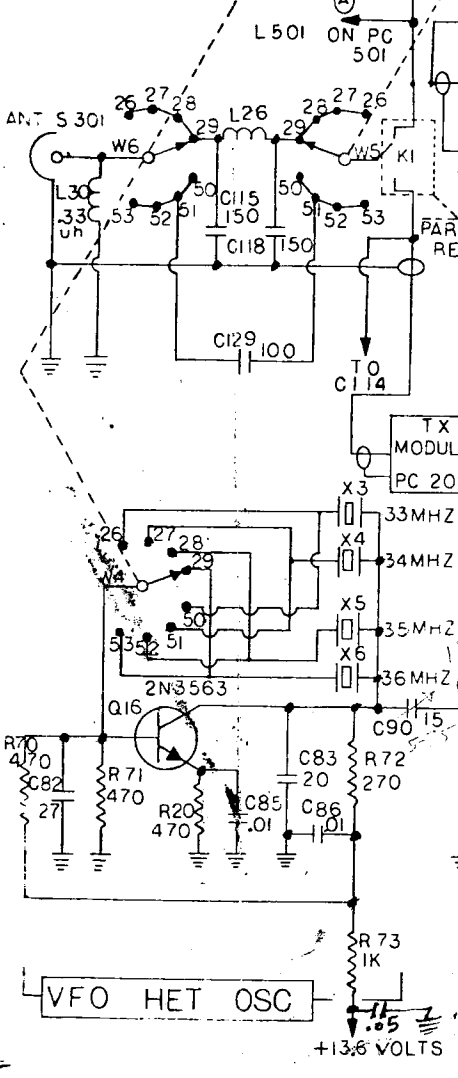 A
L501 ON PC
501
26 27 28
L26
28 27 26
ANT S301
29
29
W6
W5
K1
L30
.33
uh
50
C115
150
50
53 52 51
51 52 53
C118 150
PAR
RE
C129 100
TO
C114
TX
MODUL
PC 20
X3
33MHZ
26 27 28
X4
34MHZ
29
W4
50
X5
35MHZ
53 52 51
X6
36MHZ
2N3563
Q16
C90 15
R70
470
C82
27
R71
470
R20
470
C85
.01
C83
20
R72
270
C86
.01
R73
1K
VFO HET OSC
.05
+13.6 VOLTS